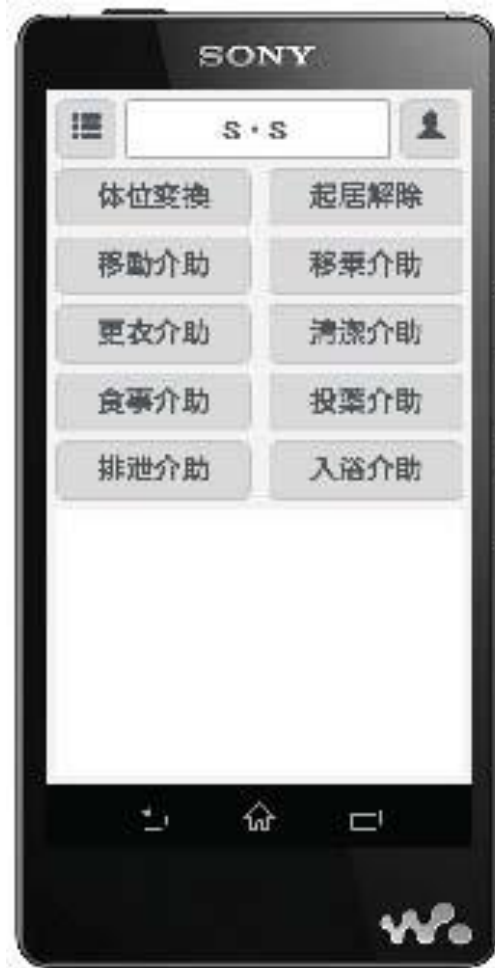 SONY
S・S
体位変換 起居解除
移動介助 移乗介助
更衣介助 清潔介助
食事介助 投薬介助
排泄介助 入浴介助